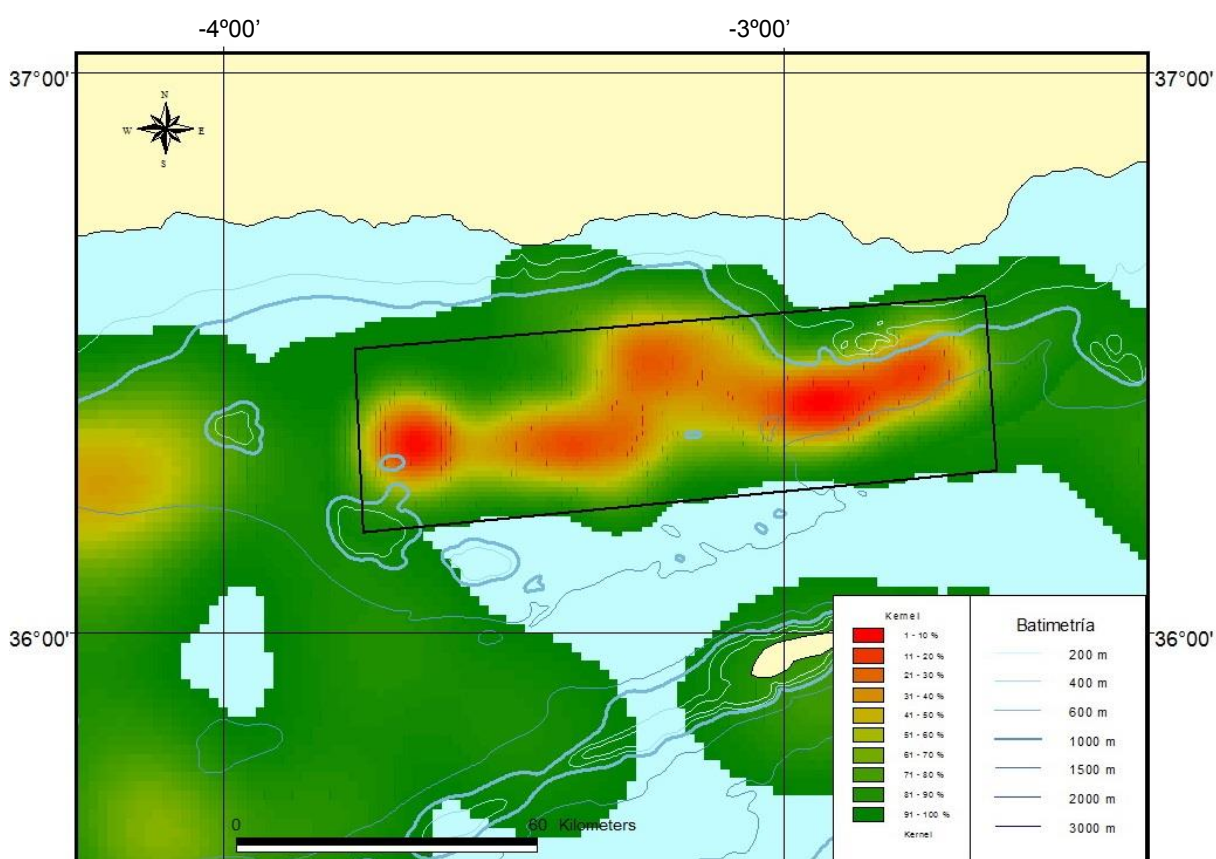 -4º00’
-3º00’
37°00'
37°00'
N
W
E
S
36°00'
36°00'
Kernel
1 - 10 %
11 - 20 %
21 - 30 %
31 - 40 %
41 - 50 %
51 - 60 %
61 - 70 %
71 - 80 %
81 - 90 %
91 - 100 %
Kernel
Batimetría
200 m
400 m
600 m
1000 m
1500 m
2000 m
3000 m
0
60 Kilometers